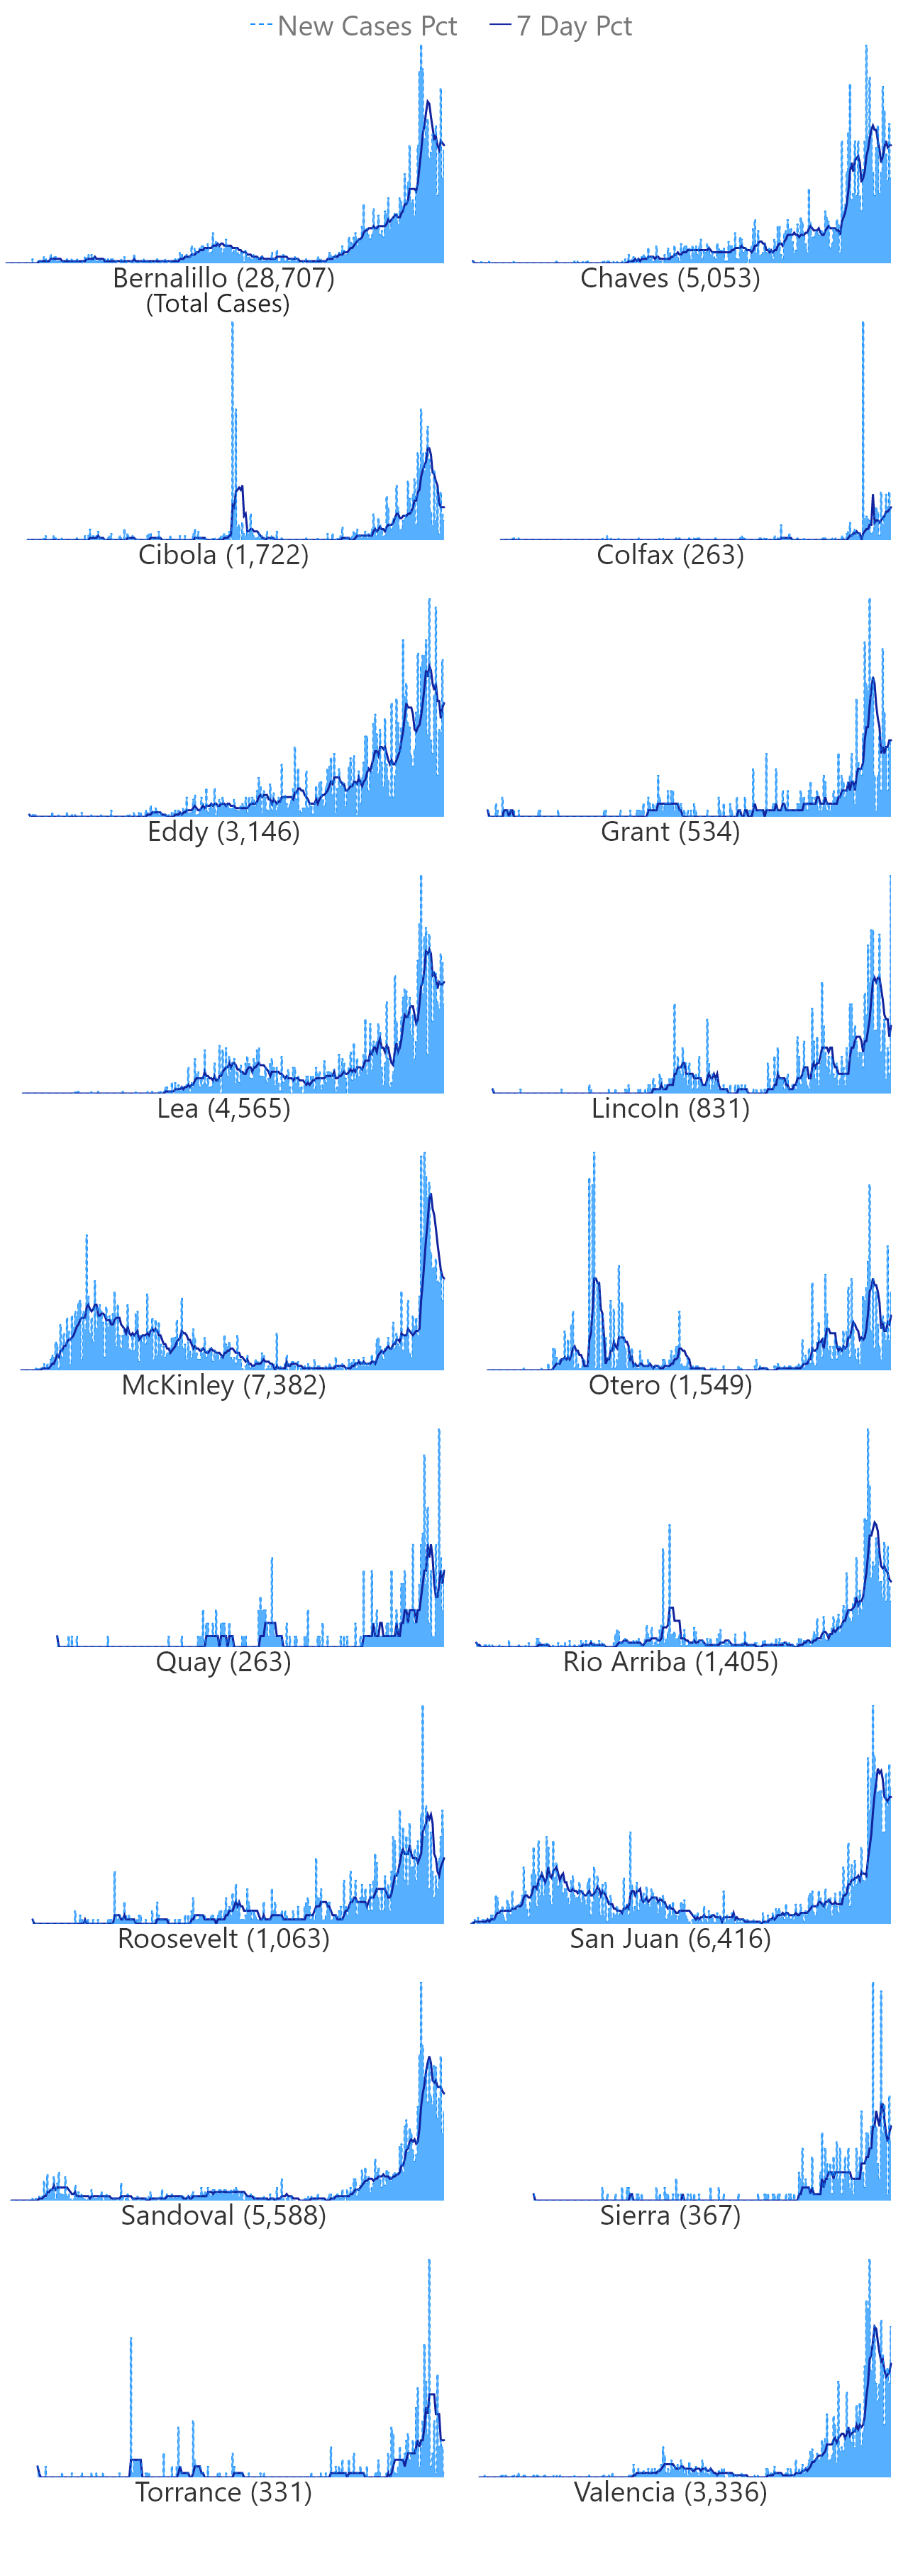 New Cases Pct 7 Day Pct
Bernalillo (28,707)
(Total Cases)
Chaves (5,053)
Cibola (1,722)
Colfax (263)
Eddy (3,146)
Grant (534)
Lea (4,565)
Lincoln (831)
McKinley (7,382)
Otero (1,549)
Quay (263)
Rio Arriba (1,405)
Roosevelt (1,063)
San Juan (6,416)
Sandoval (5,588)
Sierra (367)
Torrance (331)
Valencia (3,336)